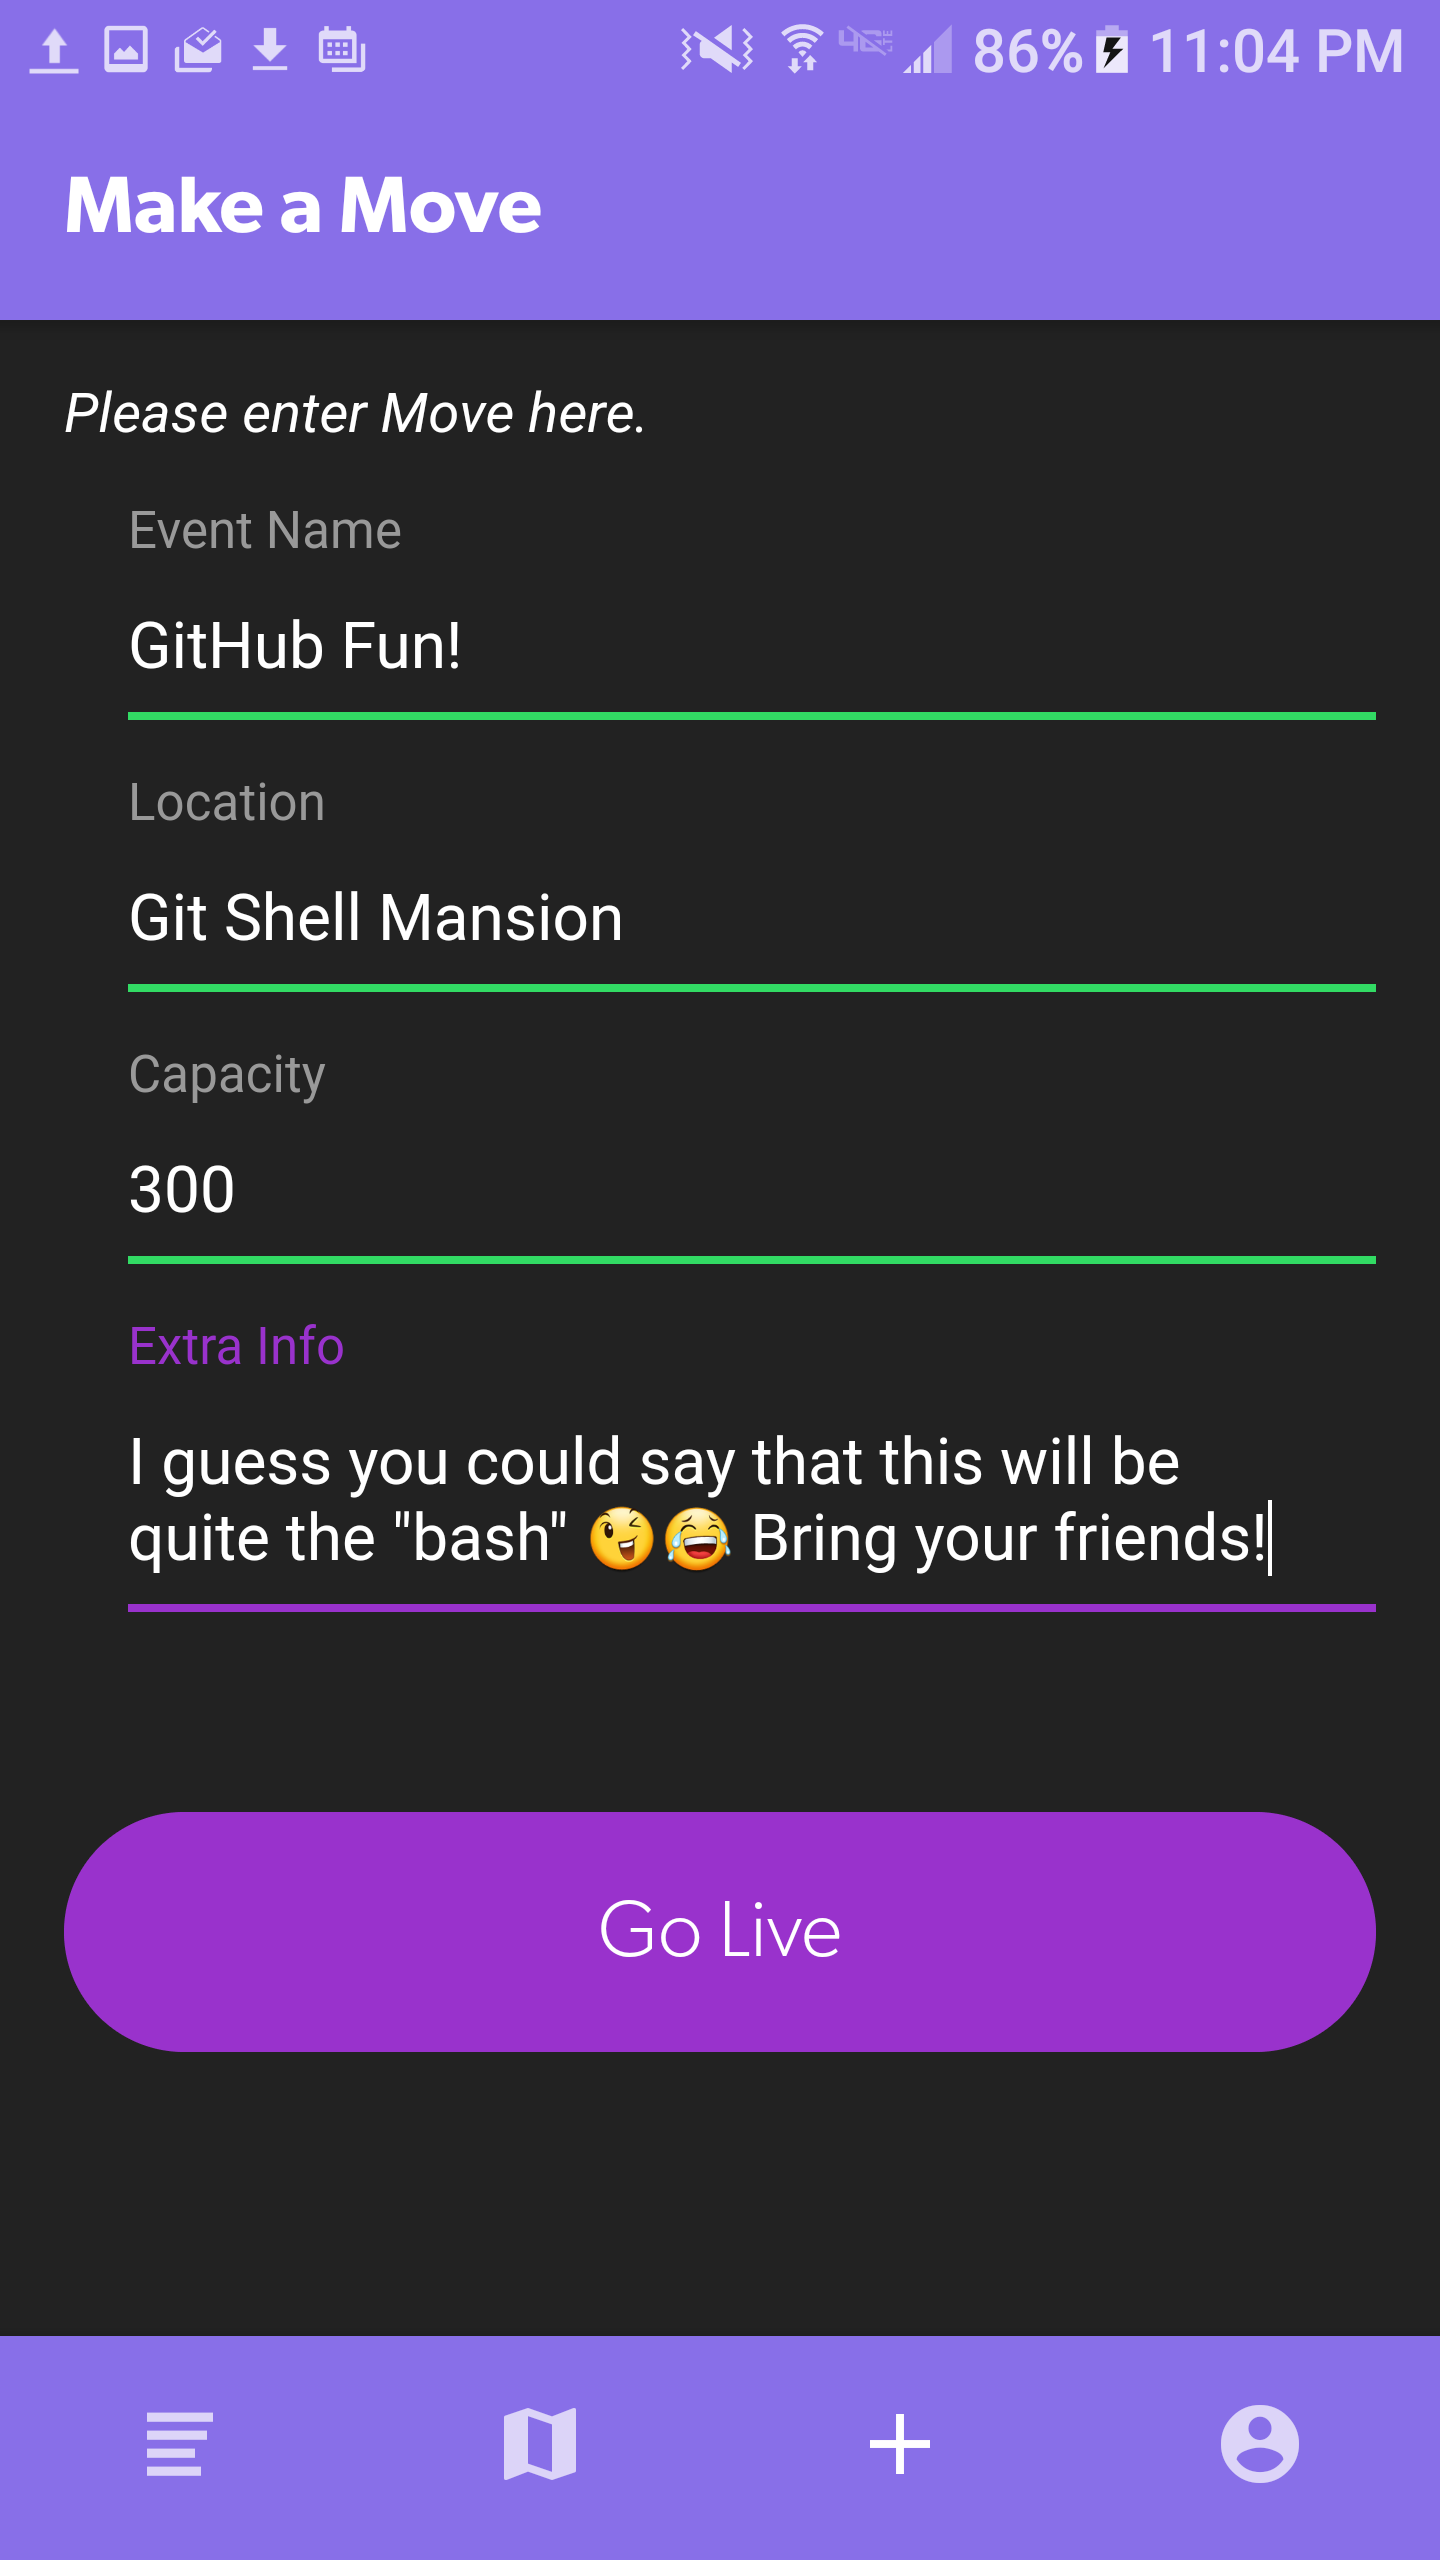 86% 11:04 PM
Make a Move
Please enter Move here.
Event Name
GitHub Fun!
Location
Git Shell Mansion
Capacity
300
Extra Info
I guess you could say that this will be
quite the "bash" 😉😂 Bring your friends!
Go Live